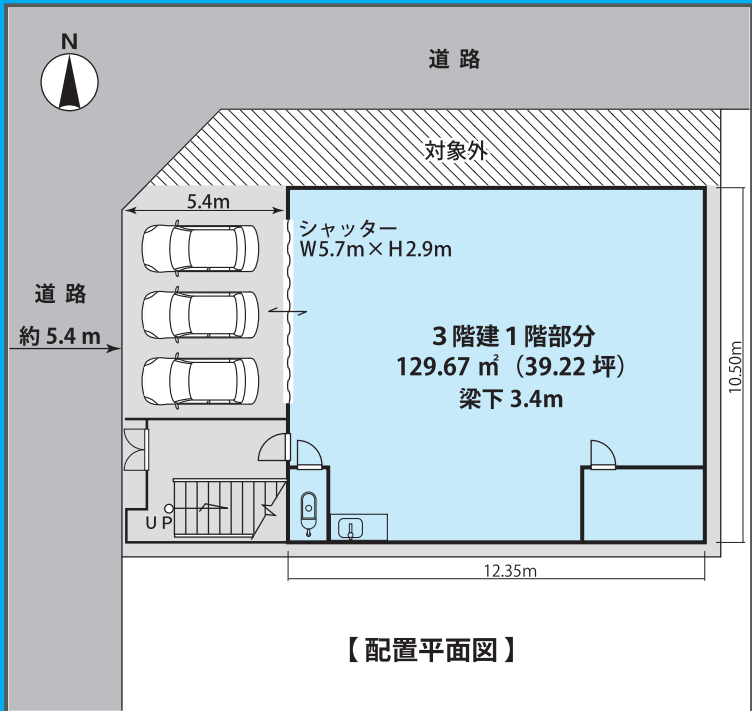 N
道 路
対象外
5.4m
シャッター
W5.7m×H2.9m
道 路
約 5.4 m
3階建1階部分
129.67 ㎡（39.22 坪）
梁下 3.4m
10.50m
UP
12.35m
【配置平面図】